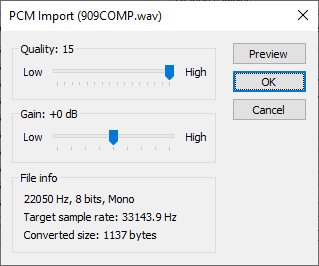 PCM Import (909COMP.wav)
Quality: 15
Low High
Preview
OK
Cancel
Gain: +0 dB
Low High
File info
22050 Hz, 8 bits, Mono
Target sample rate: 33143.9 Hz
Converted size: 1137 bytes